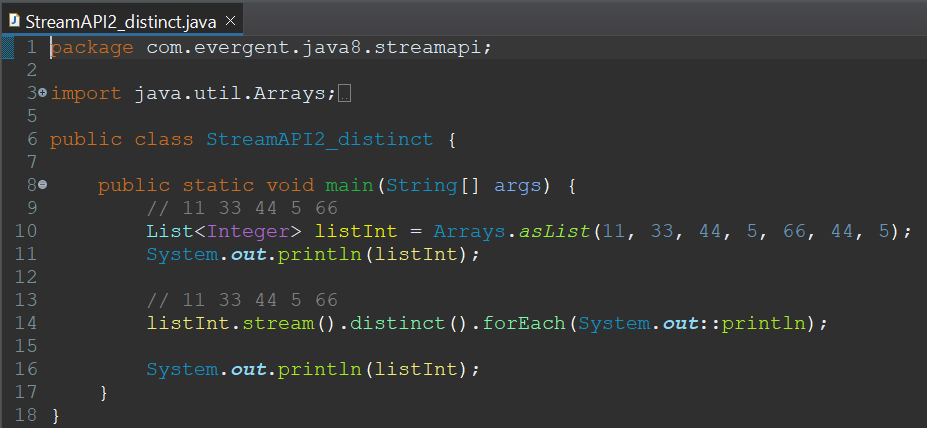 StreamAPI2_distinct.java
1 package com.evergent.java8.streamapi;
2
3 import java.util.Arrays;
5
6 public class StreamAPI2_distinct {
7
8     public static void main(String[] args) {
9         // 11 33 44 5 66
10         List<Integer> listInt = Arrays.asList(11, 33, 44, 5, 66, 44, 5);
11         System.out.println(listInt);
12
13         // 11 33 44 5 66
14         listInt.stream().distinct().forEach(System.out::println);
15
16         System.out.println(listInt);
17     }
18 }